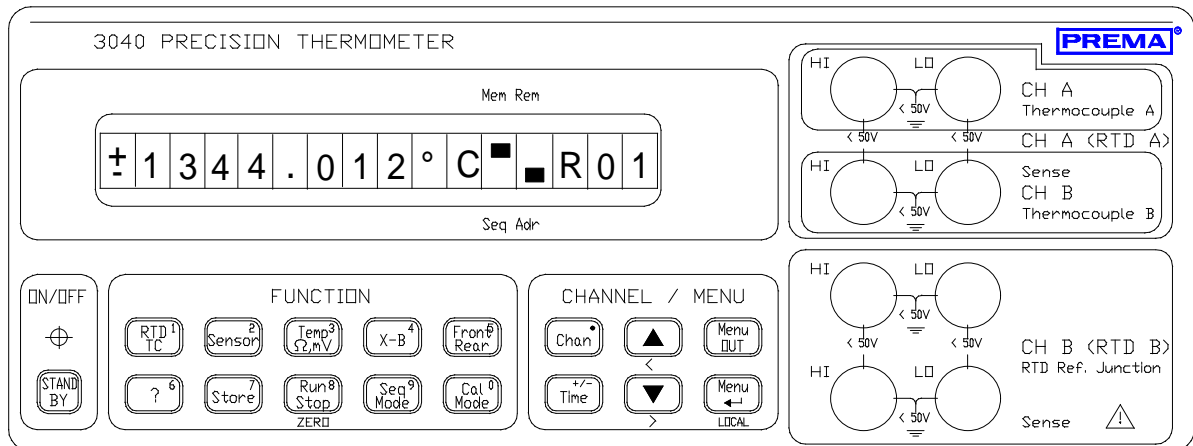 3040 PRECISION THERMOMETER
PREMA®
Mem Rem
±1344.012°C▀▄R01
Seq Adr
HI LO
CH A
< 50V
Thermocouple A
< 50V < 50V CH A (RTD A)
HI LO
Sense
CH B
< 50V
Thermocouple B
ON/OFF
STAND BY
FUNCTION
RTD TC 1
Sensor 2
Temp Ω,mV 3
X-B 4
Front Rear 5
? 6
Store 7
Run Stop 8
ZERO
Seq Mode 9
Cal Mode 0
CHANNEL / MENU
Chan •
▲
<
Menu OUT
Time +/-
▼
>
Menu ↵
LOCAL
HI LO
< 50V
< 50V < 50V
CH B (RTD B)
RTD Ref. Junction
HI LO
< 50V
Sense